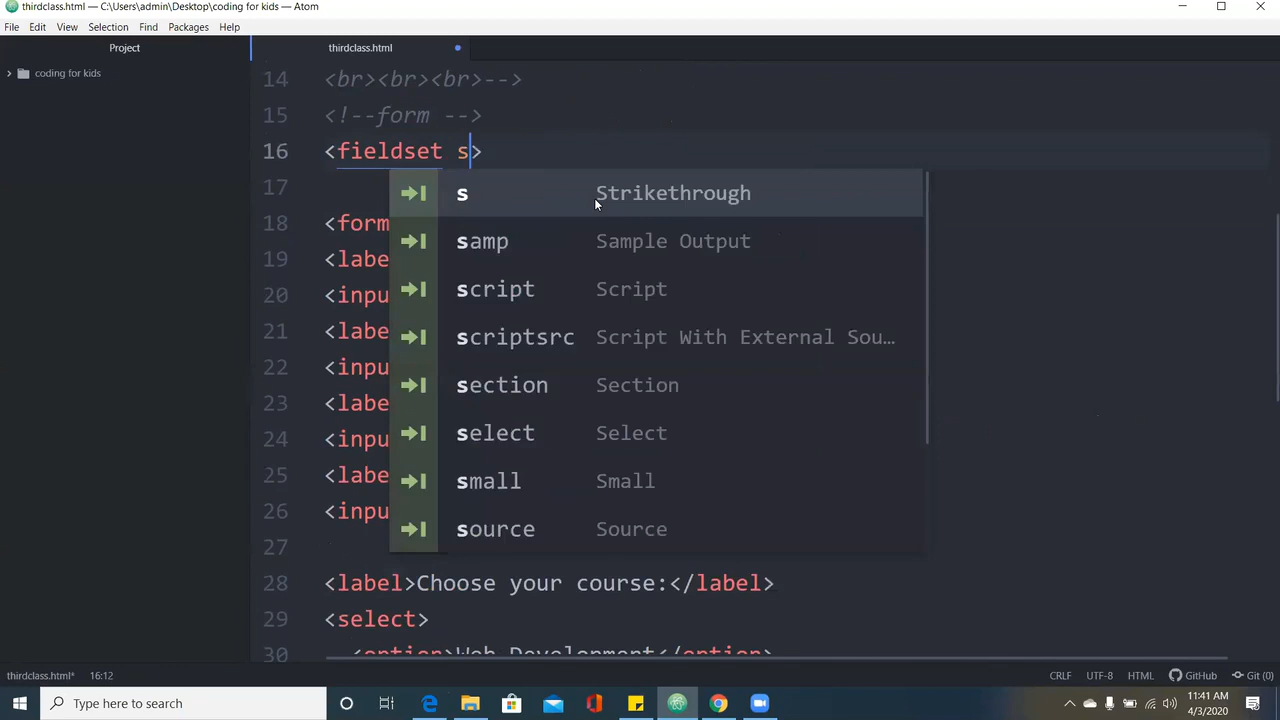 thirdclass.html — C:\Users\admin\Desktop\coding for kids — Atom
File Edit View Selection Find Packages Help
Project
thirdclass.html
coding for kids
14 <br><br><br>-->
15 <!--form -->
16 <fieldset s>
17
18 <form
19 <labe
20 <inpu
21 <labe
22 <inpu
23 <labe
24 <inpu
25 <labe
26 <inpu
27
28 <label>Choose your course:</label>
29 <select>
30 <option>Web Development</option>
s Strikethrough
samp Sample Output
script Script
scriptsrc Script With External Sou…
section Section
select Select
small Small
source Source
thirdclass.html* 16:12 CRLF UTF-8 HTML GitHub Git (0)
Type here to search
11:41 AM
4/3/2020